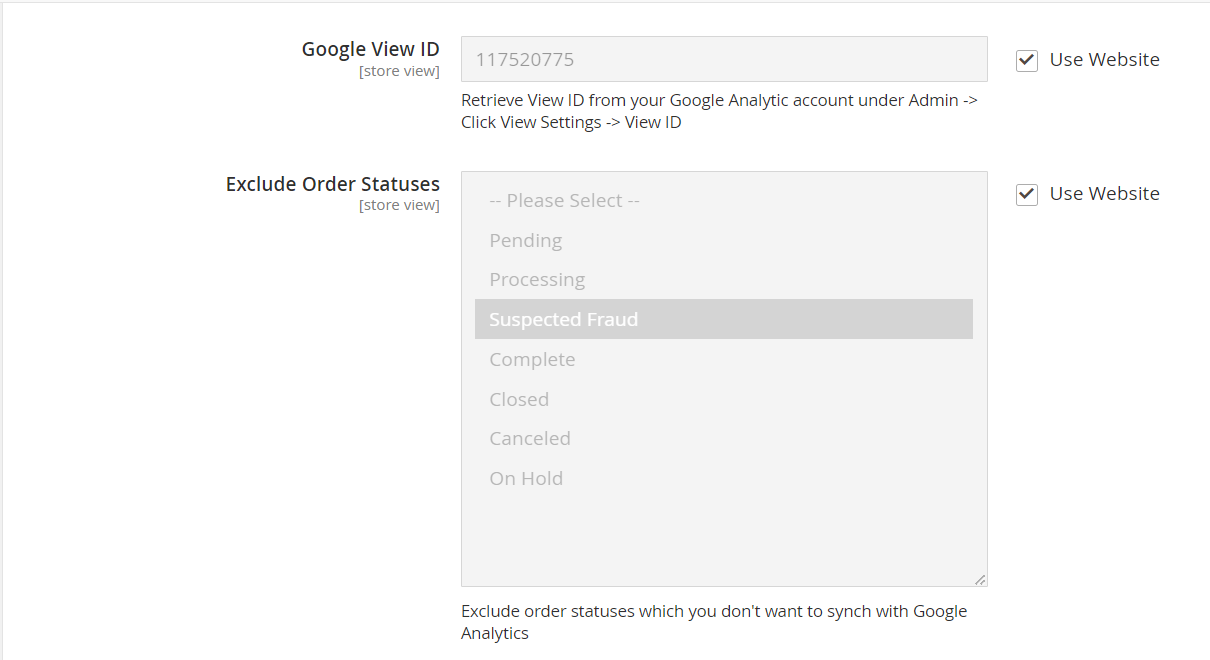 Google View ID
[store view]
117520775
Use Website
Retrieve View ID from your Google Analytic account under Admin ->
Click View Settings -> View ID
Exclude Order Statuses
[store view]
-- Please Select --
Pending
Processing
Suspected Fraud
Complete
Closed
Canceled
On Hold
Use Website
Exclude order statuses which you don't want to synch with Google
Analytics